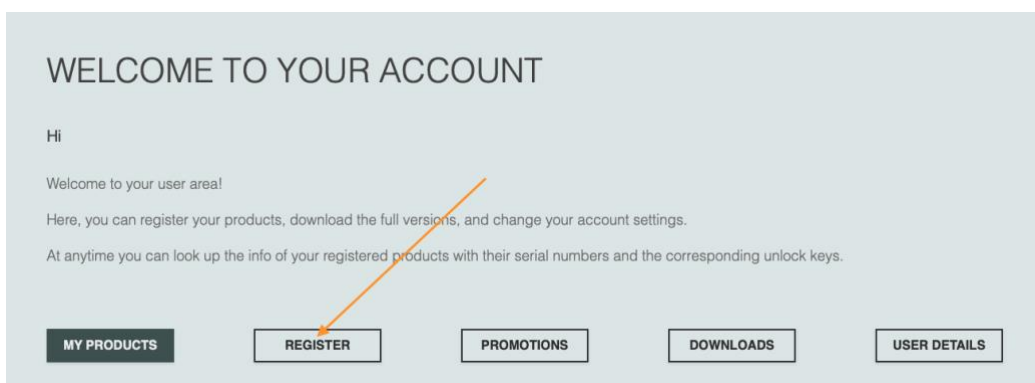 WELCOME TO YOUR ACCOUNT
Hi
Welcome to your user area!
Here, you can register your products, download the full versions, and change your account settings.
At anytime you can look up the info of your registered products with their serial numbers and the corresponding unlock keys.
MY PRODUCTS REGISTER PROMOTIONS DOWNLOADS USER DETAILS